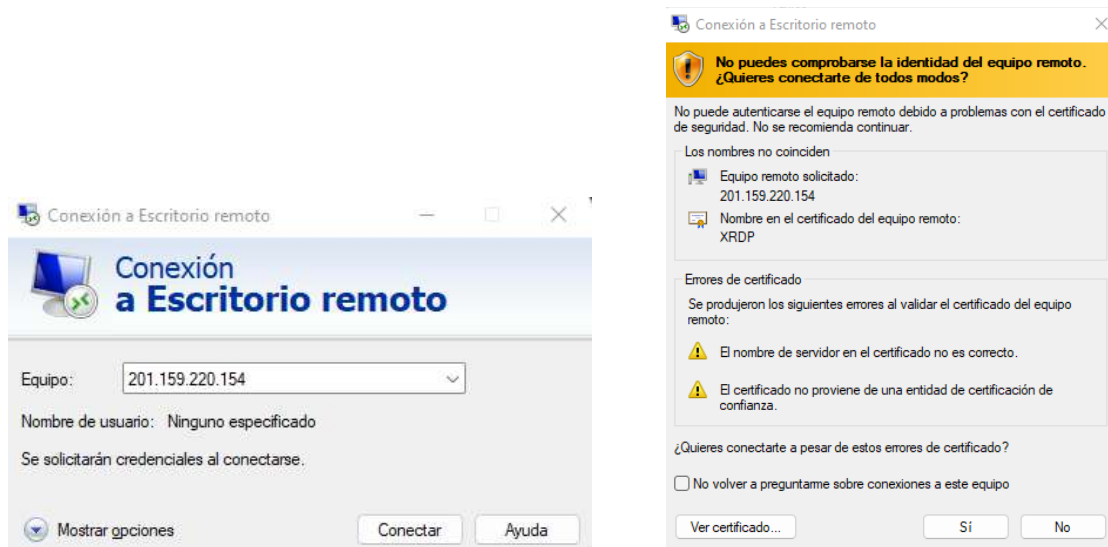 Conexión a Escritorio remoto
Conexión
a Escritorio remoto
Equipo:
201.159.220.154
Nombre de usuario: Ninguno especificado
Se solicitarán credenciales al conectarse.
Mostrar opciones
Conectar
Ayuda
Conexión a Escritorio remoto
No puedes comprobarse la identidad del equipo remoto.
¿Quieres conectarte de todos modos?
No puede autenticarse el equipo remoto debido a problemas con el certificado
de seguridad. No se recomienda continuar.
Los nombres no coinciden
Equipo remoto solicitado:
201.159.220.154
Nombre en el certificado del equipo remoto:
XRDP
Errores de certificado
Se produjeron los siguientes errores al validar el certificado del equipo
remoto:
El nombre de servidor en el certificado no es correcto.
El certificado no proviene de una entidad de certificación de
confianza.
¿Quieres conectarte a pesar de estos errores de certificado?
No volver a preguntarme sobre conexiones a este equipo
Ver certificado...
Sí
No